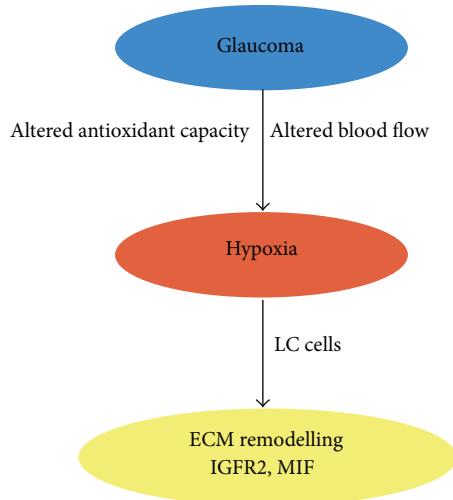 Glaucoma
Altered antioxidant capacity
Altered blood flow
Hypoxia
LC cells
ECM remodelling
IGFR2, MIF